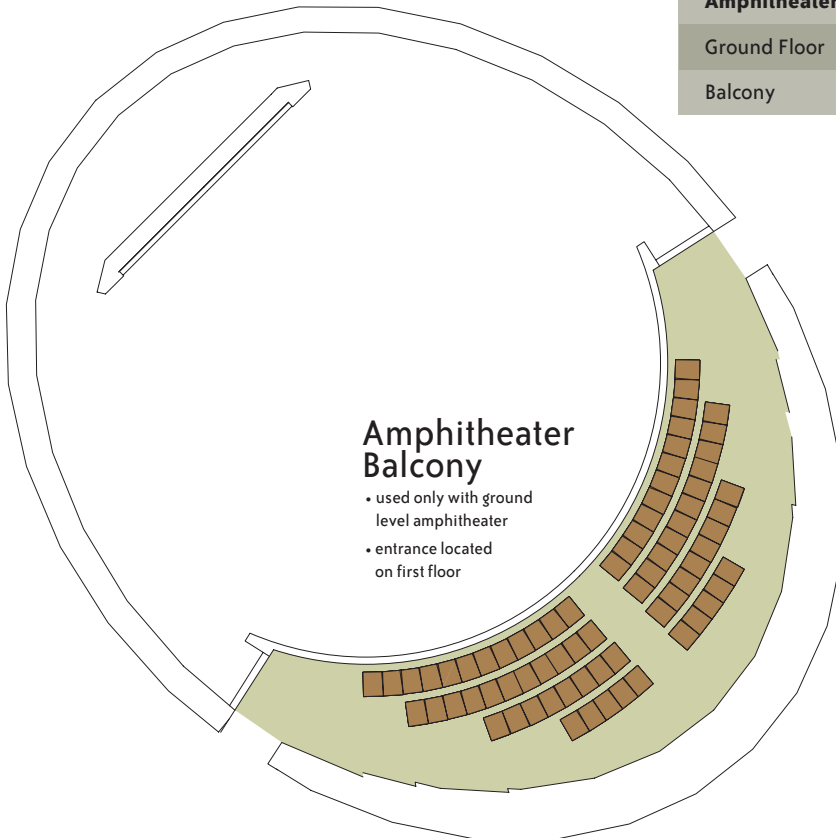 Amphitheater
Ground Floor
Balcony
Amphitheater
Balcony
• used only with ground
level amphitheater
• entrance located
on first floor